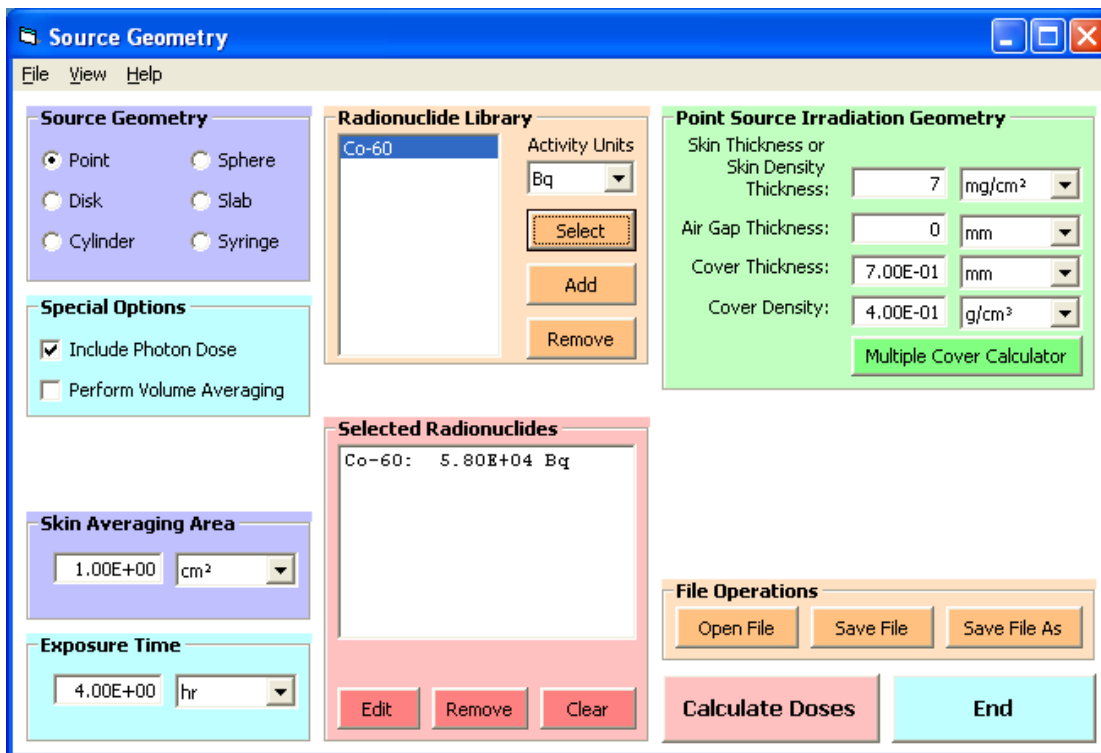 Source Geometry
File View Help
Source Geometry
Point Sphere
Disk Slab
Cylinder Syringe
Special Options
Include Photon Dose
Perform Volume Averaging
Skin Averaging Area
1.00E+00 cm²
Exposure Time
4.00E+00 hr
Radionuclide Library
Co-60
Activity Units
Bq
Select
Add
Remove
Selected Radionuclides
Co-60: 5.80E+04 Bq
Edit Remove Clear
Point Source Irradiation Geometry
Skin Thickness or
Skin Density
Thickness: 7 mg/cm²
Air Gap Thickness: 0 mm
Cover Thickness: 7.00E-01 mm
Cover Density: 4.00E-01 g/cm³
Multiple Cover Calculator
File Operations
Open File Save File Save File As
Calculate Doses End